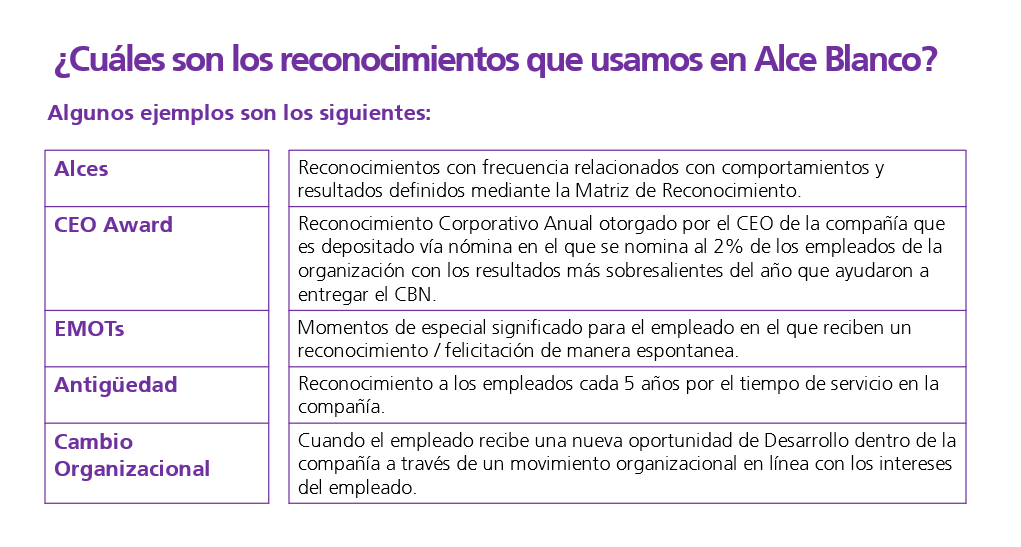 ¿Cuáles son los reconocimientos que usamos en Alce Blanco?
Algunos ejemplos son los siguientes:
Alces
Reconocimientos con frecuencia relacionados con comportamientos y
resultados definidos mediante la Matriz de Reconocimiento.
CEO Award
Reconocimiento Corporativo Anual otorgado por el CEO de la compañía que
es depositado vía nómina en el que se nomina al 2% de los empleados de la
organización con los resultados más sobresalientes del año que ayudaron a
entregar el CBN.
EMOTs
Momentos de especial significado para el empleado en el que reciben un
reconocimiento / felicitación de manera espontanea.
Antigüedad
Reconocimiento a los empleados cada 5 años por el tiempo de servicio en la
compañía.
Cambio
Organizacional
Cuando el empleado recibe una nueva oportunidad de Desarrollo dentro de la
compañía a través de un movimiento organizacional en línea con los intereses
del empleado.